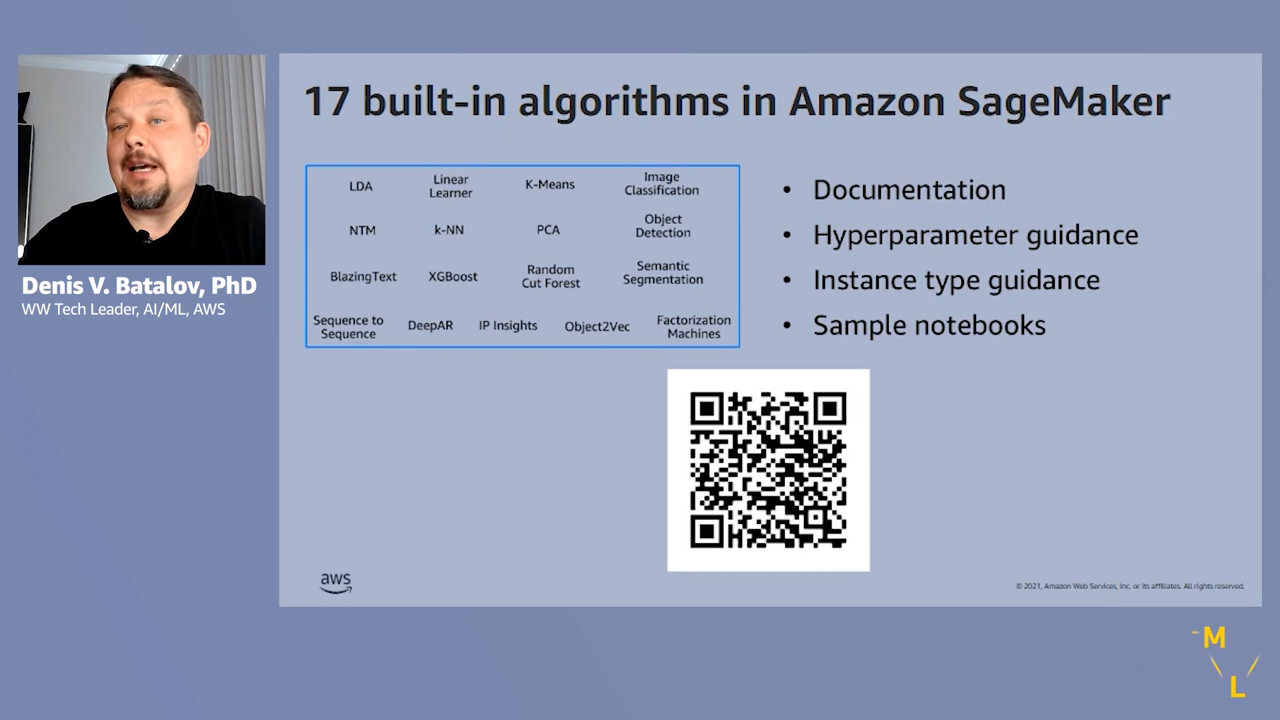 Denis V. Batalov, PhD
WW Tech Leader, AI/ML, AWS
17 built-in algorithms in Amazon SageMaker
LDA
Linear
Learner
K-Means
Image
Classification
NTM
k-NN
PCA
Object
Detection
BlazingText
XGBoost
Random
Cut Forest
Semantic
Segmentation
Sequence to
Sequence
DeepAR
IP Insights
Object2Vec
Factorization
Machines
• Documentation
• Hyperparameter guidance
• Instance type guidance
• Sample notebooks
aws
© 2021, Amazon Web Services, Inc. or its affiliates. All rights reserved.
M
L